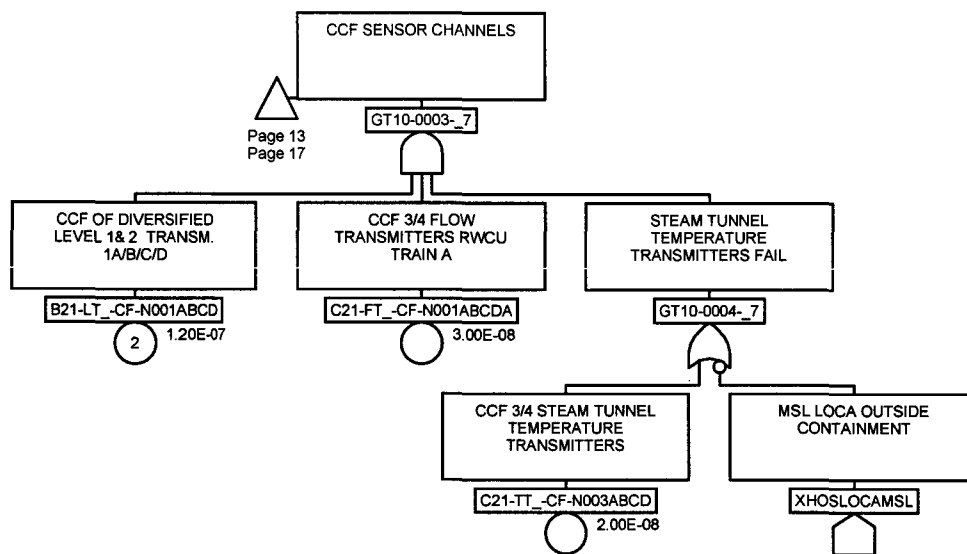 CCF SENSOR CHANNELS
Page 13
Page 17
GT10-0003-_7
CCF OF DIVERSIFIED
LEVEL 1& 2 TRANSM.
1A/B/C/D
B21-LT_-CF-N001ABCD
2
1.20E-07
CCF 3/4 FLOW
TRANSMITTERS RWCU
TRAIN A
C21-FT_-CF-N001ABCDA
3.00E-08
STEAM TUNNEL
TEMPERATURE
TRANSMITTERS FAIL
GT10-0004-_7
CCF 3/4 STEAM TUNNEL
TEMPERATURE
TRANSMITTERS
C21-TT_-CF-N003ABCD
2.00E-08
MSL LOCA OUTSIDE
CONTAINMENT
XHOSLOCAMSL